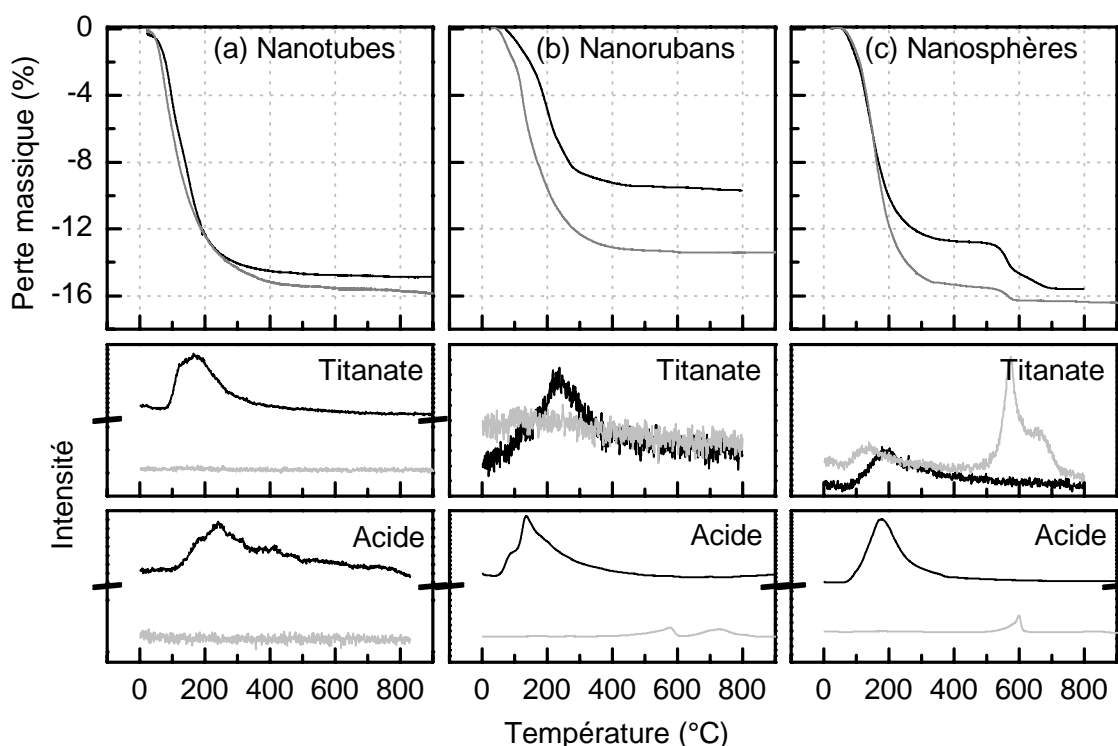 (a) Nanotubes
(b) Nanorubans
(c) Nanosphères
Perte massique (%)
0
-4
-8
-12
-16
Titanate
Titanate
Titanate
Intensité
Acide
Acide
Acide
0 200 400 600 800
0 200 400 600 800
0 200 400 600 800
Température (°C)